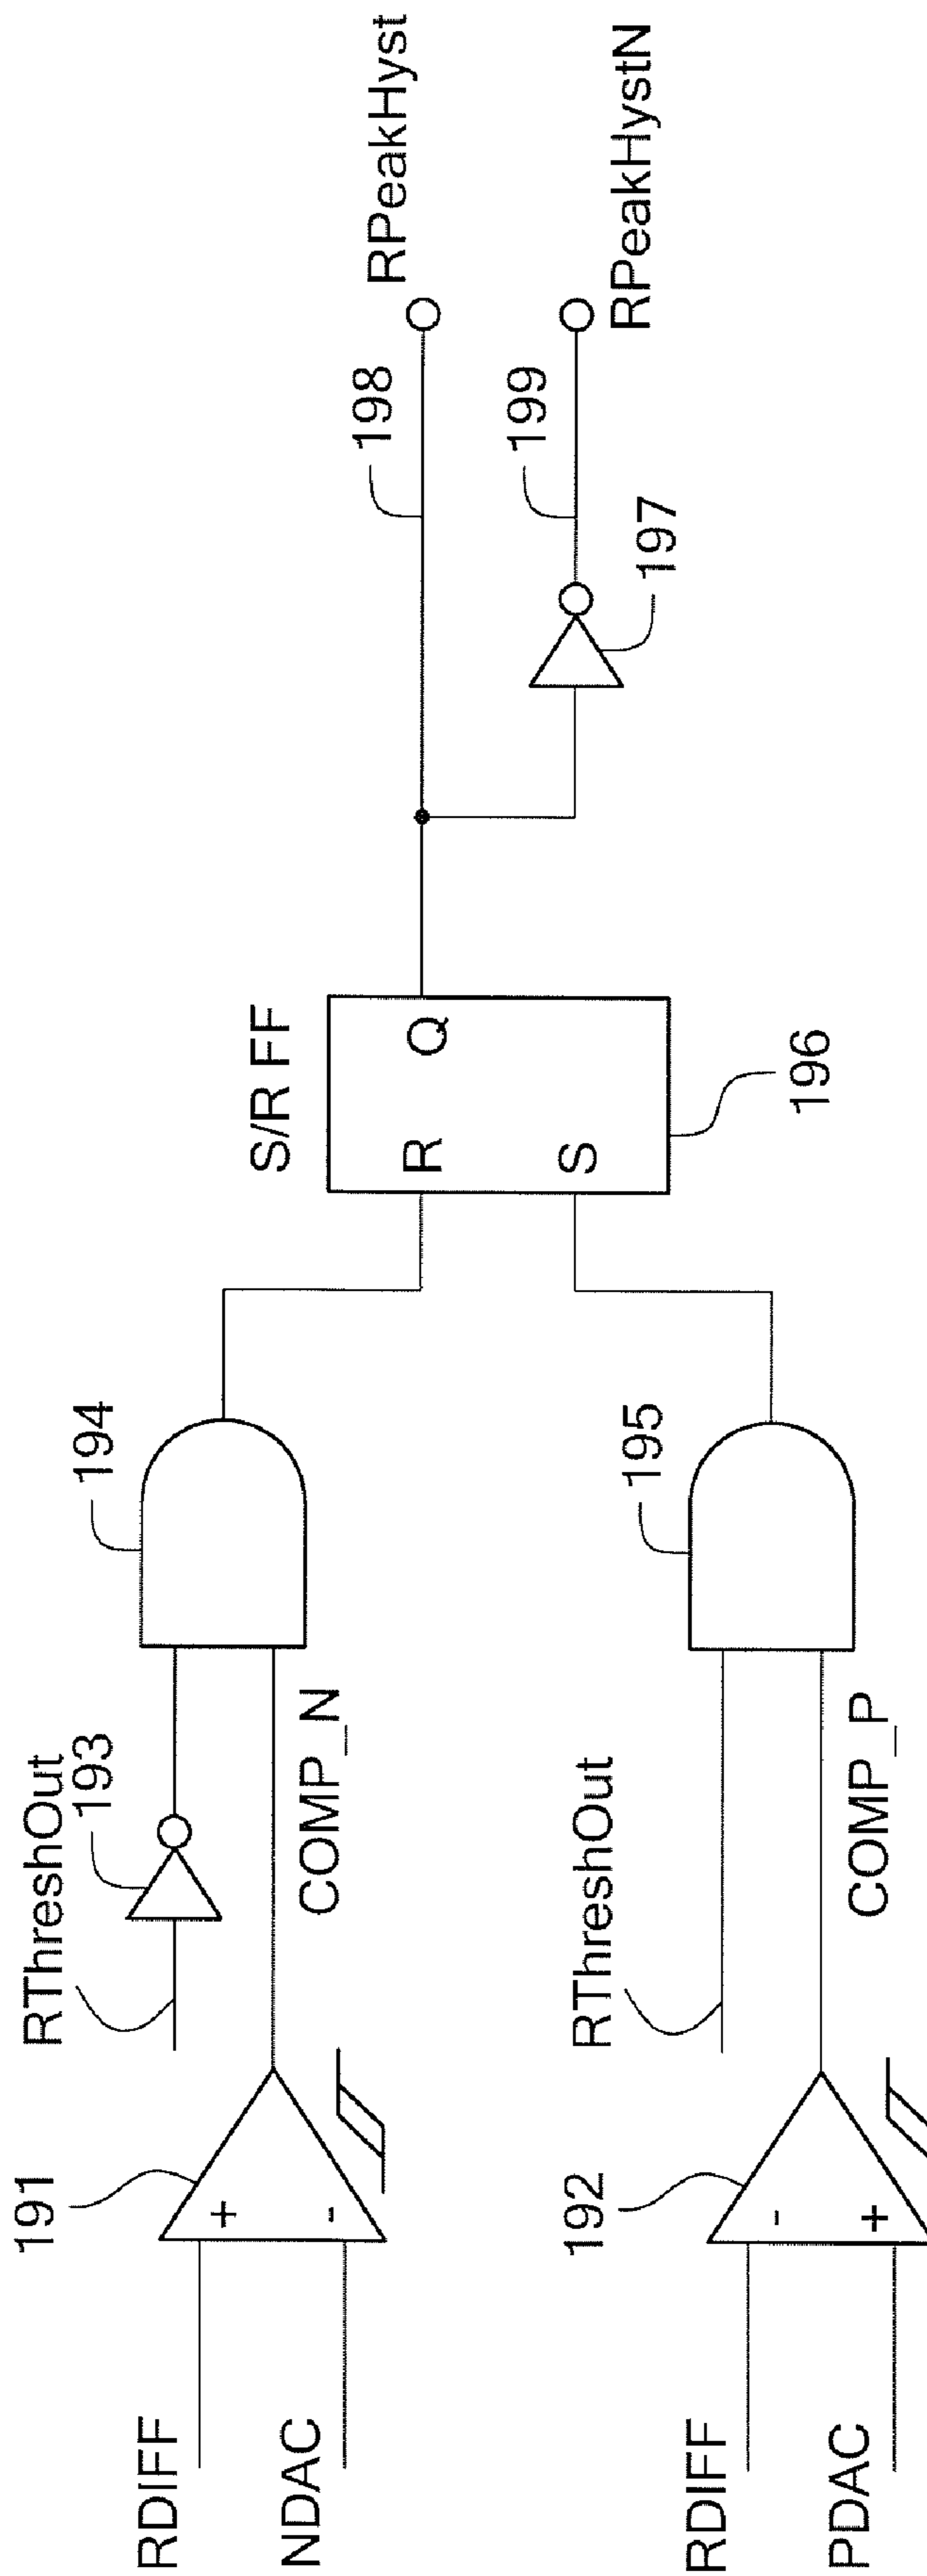 RDIFF
NDAC
191
+
-
RThreshOut
193
COMP_N
194
RDIFF
PDAC
192
-
+
RThreshOut
COMP_P
195
S/R FF
R
Q
S
196
198
RPeakHyst
199
197
RPeakHystN